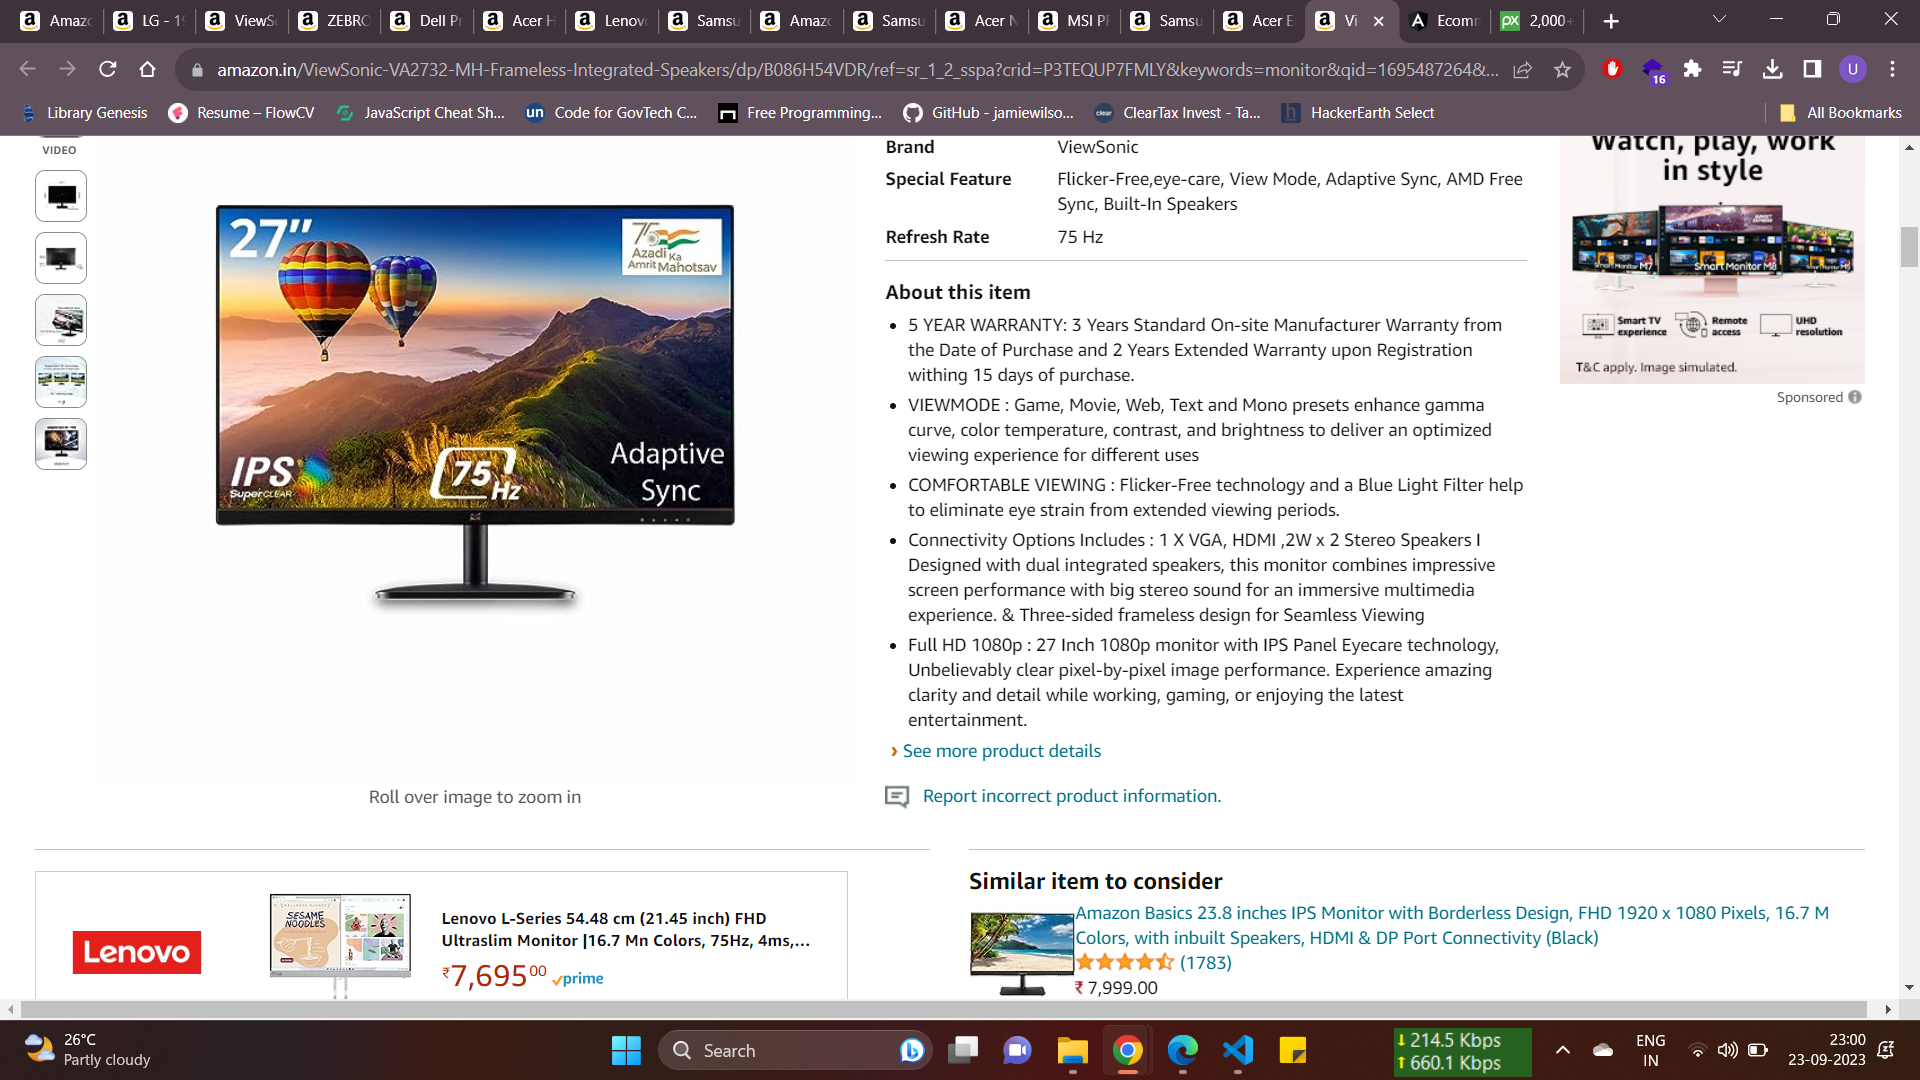 Amazo
LG - 19
ViewSo
ZEBRO
Dell Pr
Acer H
Lenovo
Samsu
Amazo
Samsu
Acer N
MSI PR
Samsu
Acer E
Vi
Ecomm
2,000+
amazon.in/ViewSonic-VA2732-MH-Frameless-Integrated-Speakers/dp/B086H54VDR/ref=sr_1_2_sspa?crid=P3TEQUP7FMLY&keywords=monitor&qid=1695487264&...
16
U
Library Genesis
Resume – FlowCV
JavaScript Cheat Sh...
un
Code for GovTech C...
Free Programming...
GitHub - jamiewilso...
clear
ClearTax Invest - Ta...
h
HackerEarth Select
All Bookmarks
VIDEO
27"
75
Azadi Ka
Amrit Mahotsav
IPS
SuperCLEAR
75 Hz
Adaptive
Sync
Roll over image to zoom in
Brand ViewSonic
Special Feature Flicker-Free,eye-care, View Mode, Adaptive Sync, AMD Free
Sync, Built-In Speakers
Refresh Rate 75 Hz
About this item
• 5 YEAR WARRANTY: 3 Years Standard On-site Manufacturer Warranty from
the Date of Purchase and 2 Years Extended Warranty upon Registration
withing 15 days of purchase.
• VIEWMODE : Game, Movie, Web, Text and Mono presets enhance gamma
curve, color temperature, contrast, and brightness to deliver an optimized
viewing experience for different uses
• COMFORTABLE VIEWING : Flicker-Free technology and a Blue Light Filter help
to eliminate eye strain from extended viewing periods.
• Connectivity Options Includes : 1 X VGA, HDMI ,2W x 2 Stereo Speakers I
Designed with dual integrated speakers, this monitor combines impressive
screen performance with big stereo sound for an immersive multimedia
experience. & Three-sided frameless design for Seamless Viewing
• Full HD 1080p : 27 Inch 1080p monitor with IPS Panel Eyecare technology,
Unbelievably clear pixel-by-pixel image performance. Experience amazing
clarity and detail while working, gaming, or enjoying the latest
entertainment.
› See more product details
Report incorrect product information.
Watch, play, work
in style
Smart Monitor M7
Smart Monitor M8
Smart TV
experience
Remote
access
UHD
resolution
T&C apply. Image simulated.
Sponsored
Lenovo
SESAME
NOODLES
Lenovo L-Series 54.48 cm (21.45 inch) FHD
Ultraslim Monitor |16.7 Mn Colors, 75Hz, 4ms,...
₹7,69500 prime
Similar item to consider
Amazon Basics 23.8 inches IPS Monitor with Borderless Design, FHD 1920 x 1080 Pixels, 16.7 M
Colors, with inbuilt Speakers, HDMI & DP Port Connectivity (Black)
(1783)
₹ 7,999.00
26°C
Partly cloudy
Search
214.5 Kbps
660.1 Kbps
ENG
IN
23:00
23-09-2023